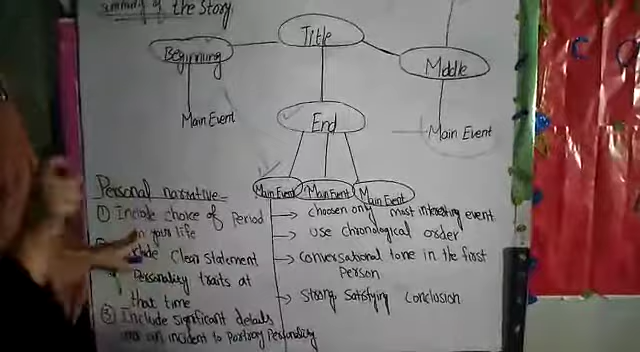 summary of the Story
Title
Beginning
Middle
Main Event
End
Main Event
Main Event Main Event Main Event
Personal narrative
① Include choice of Period
in your life
Clear statement
Personality traits at
that time
③ Include significant details
an incident to Portray Personality
→ choosen only most interesting event
→ use chronological order
→ Conversational tone in the first
Person
→ Strong, Satisfying Conclusion